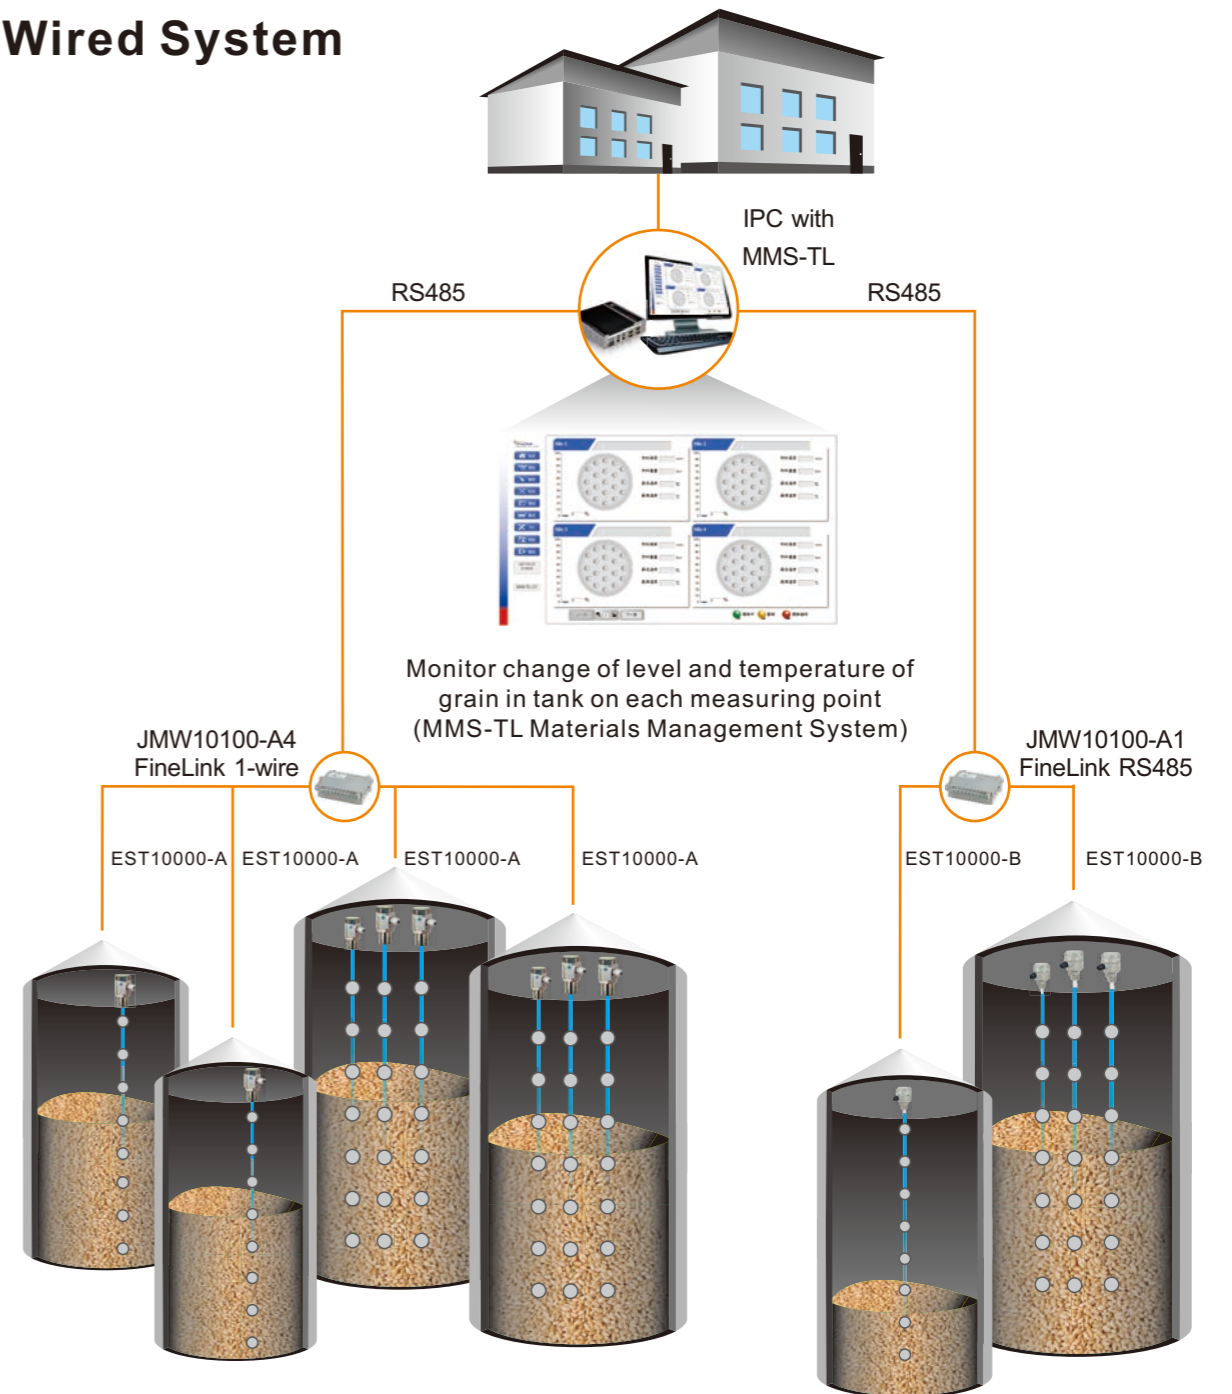 Wired System
IPC with
MMS-TL
RS485
RS485
Monitor change of level and temperature of
grain in tank on each measuring point
(MMS-TL Materials Management System)
JMW10100-A4
FineLink 1-wire
JMW10100-A1
FineLink RS485
EST10000-A
EST10000-A
EST10000-A
EST10000-A
EST10000-B
EST10000-B